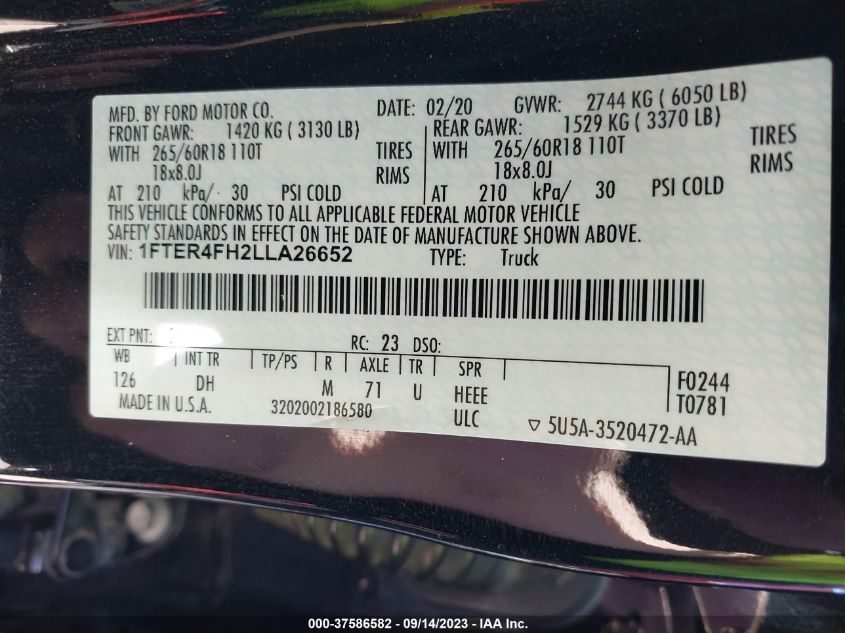 MFD. BY FORD MOTOR CO. DATE: 02/20 GVWR: 2744 KG ( 6050 LB)
FRONT GAWR: 1420 KG ( 3130 LB) REAR GAWR: 1529 KG ( 3370 LB)
WITH 265/60R18 110T TIRES WITH 265/60R18 110T TIRES
18x8.0J RIMS 18x8.0J RIMS
AT 210 kPa/ 30 PSI COLD AT 210 kPa/ 30 PSI COLD
THIS VEHICLE CONFORMS TO ALL APPLICABLE FEDERAL MOTOR VEHICLE
SAFETY STANDARDS IN EFFECT ON THE DATE OF MANUFACTURE SHOWN ABOVE.
VIN: 1FTER4FH2LLA26652 TYPE: Truck
EXT PNT: RC: 23 DSO:
WB INT TR TP/PS R AXLE TR SPR
126 DH M 71 U HEEE F0244
MADE IN U.S.A. 3202002186580 ULC T0781
▽ 5U5A-3520472-AA
000-37586582 - 09/14/2023 - IAA Inc.